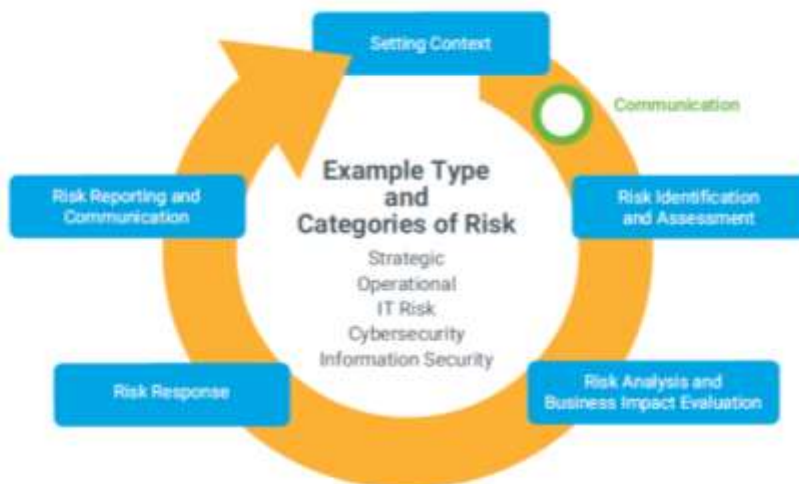 Setting Context
Communication
Risk Identification
and Assessment
Risk Analysis and
Business Impact Evaluation
Risk Response
Risk Reporting and
Communication
Example Type
and
Categories of Risk
Strategic
Operational
IT Risk
Cybersecurity
Information Security